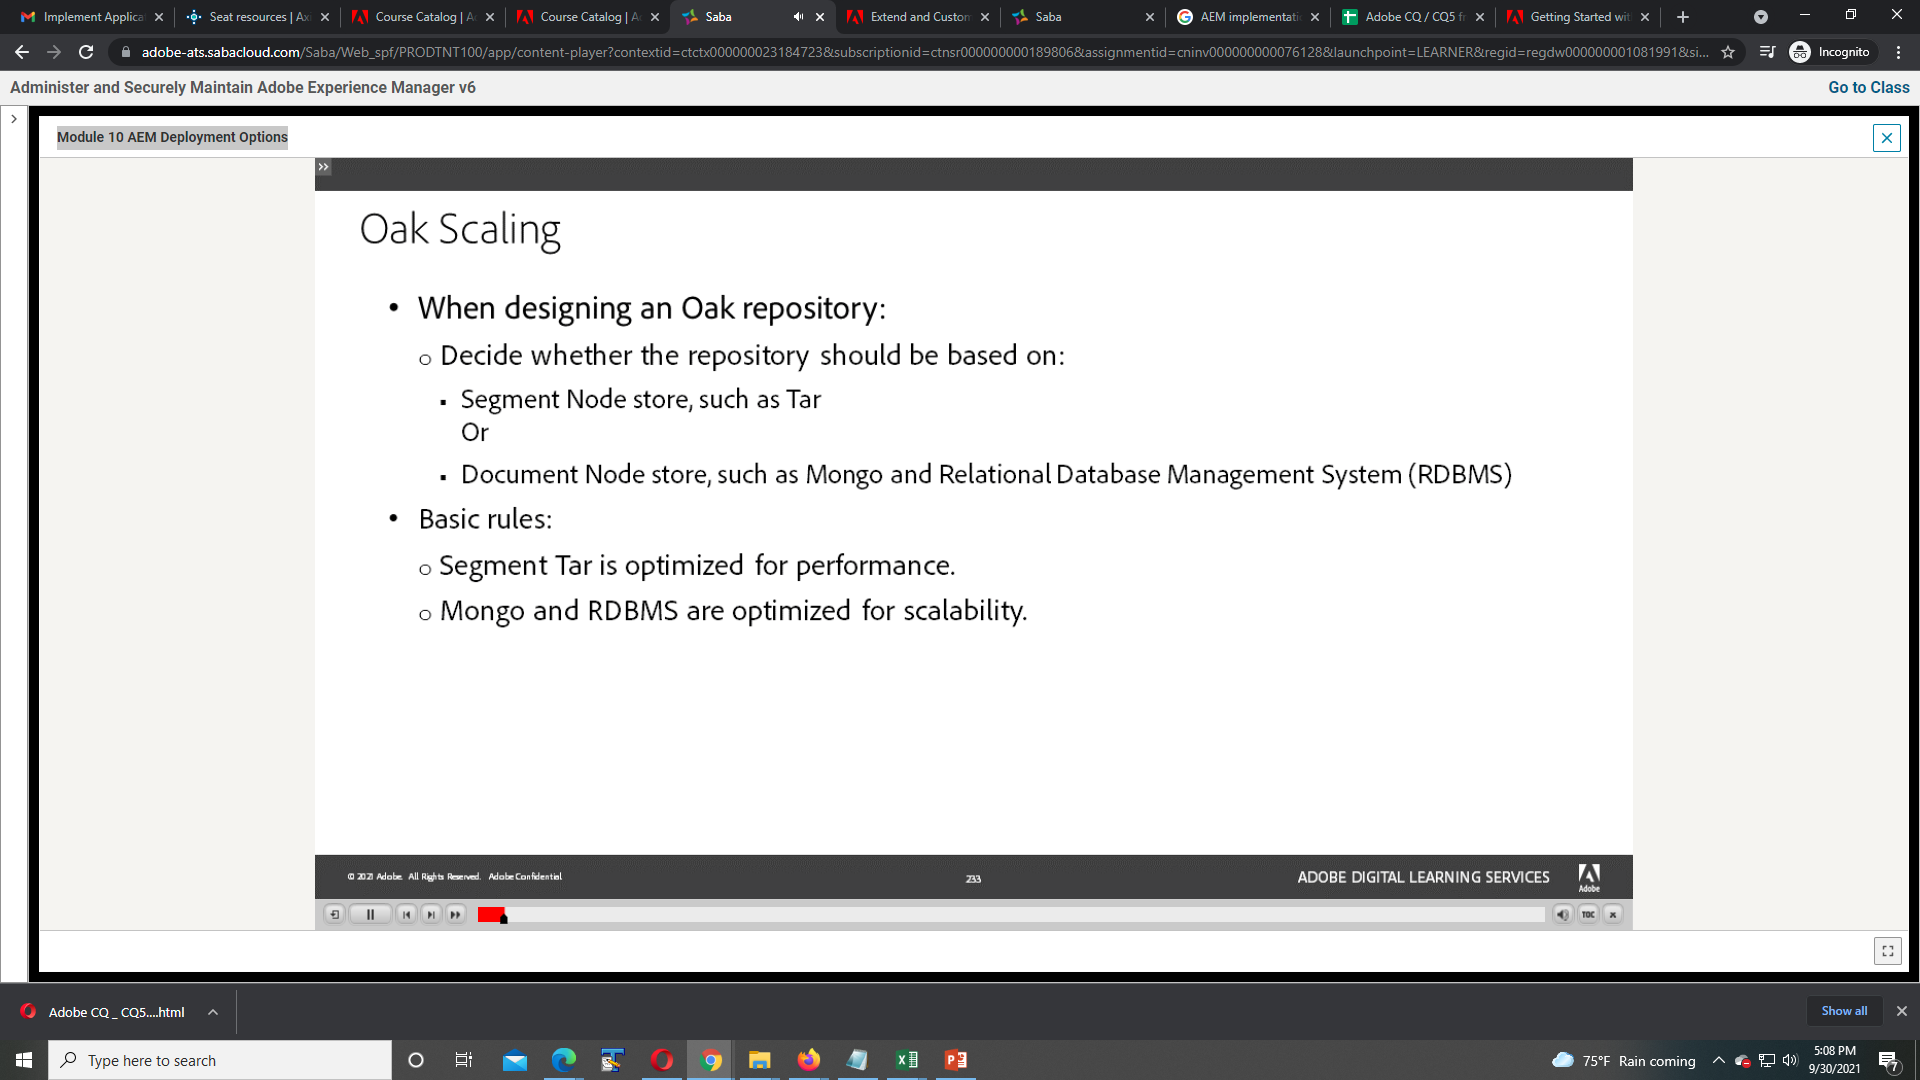 Implement Applica
Seat resources | Ax
Course Catalog | A
Course Catalog | A
Saba
Extend and Custom
Saba
AEM implementati
Adobe CQ / CQ5 f
Getting Started wit
adobe-ats.sabacloud.com/Saba/Web_spf/PRODTNT100/app/content-player?contextid=ctctx000000023184723&subscriptionid=ctnsr000000000189806&assignmentid=cninv000000000076128&launchpoint=LEARNER&regid=regdw000000001081991&si...
Incognito
Administer and Securely Maintain Adobe Experience Manager v6
Go to Class
Module 10 AEM Deployment Options
Oak Scaling
• When designing an Oak repository:
o Decide whether the repository should be based on:
▪ Segment Node store, such as Tar
Or
▪ Document Node store, such as Mongo and Relational Database Management System (RDBMS)
• Basic rules:
o Segment Tar is optimized for performance.
o Mongo and RDBMS are optimized for scalability.
© 2021 Adobe. All Rights Reserved. Adobe Confidential
233
ADOBE DIGITAL LEARNING SERVICES
Adobe
TOC
Adobe CQ _ CQ5....html
Show all
Type here to search
75°F Rain coming
5:08 PM
9/30/2021
7